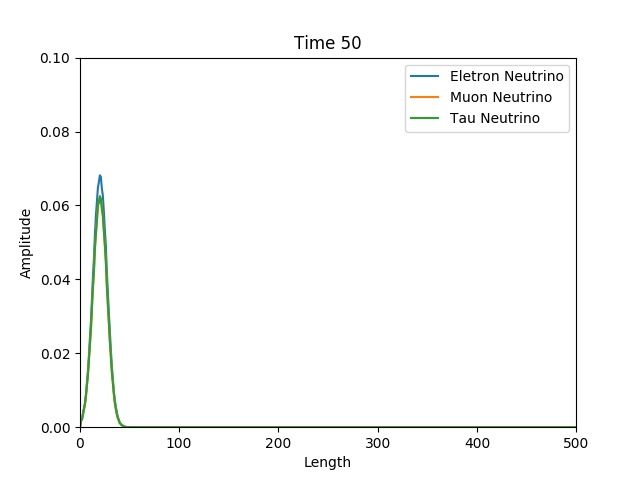 Time 50
0.10
0.08
0.06
0.04
0.02
0.00
Amplitude
0
100
200
300
400
500
Length
Eletron Neutrino
Muon Neutrino
Tau Neutrino